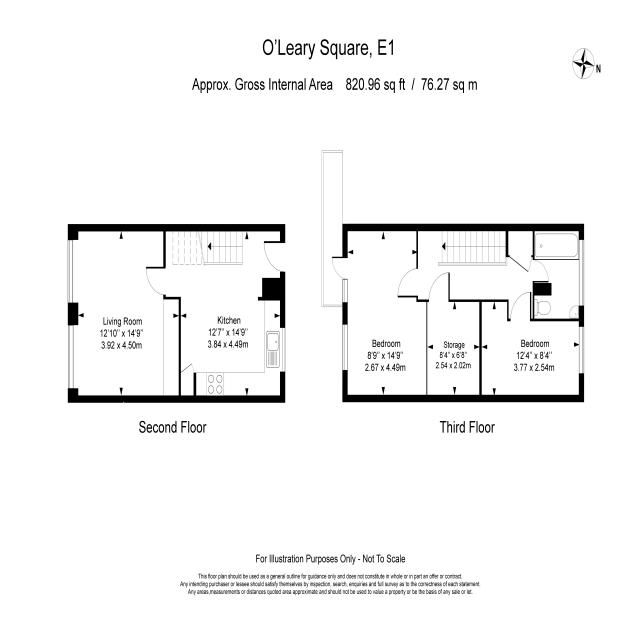 O'Leary Square, E1
Approx. Gross Internal Area 820.96 sq ft / 76.27 sq m
N
Living Room
12'10" x 14'9"
3.92 x 4.50m
Kitchen
12'7" x 14'9"
3.84 x 4.49m
Bedroom
8'9" x 14'9"
2.67 x 4.49m
Storage
8'4" x 6'8"
2.54 x 2.02m
Bedroom
12'4" x 8'4"
3.77 x 2.54m
Second Floor
Third Floor
For Illustration Purposes Only - Not To Scale
This floor plan should be used as a general outline for guidance only and does not constitute in whole or in part an offer or contract.
Any intending purchaser or lessee should satisfy themselves by inspection, search, enquiries and full survey as to the correctness of each statement.
Any areas,measurements or distances quoted area approximate and should not be used to value a property or be the basis of any sale or let.